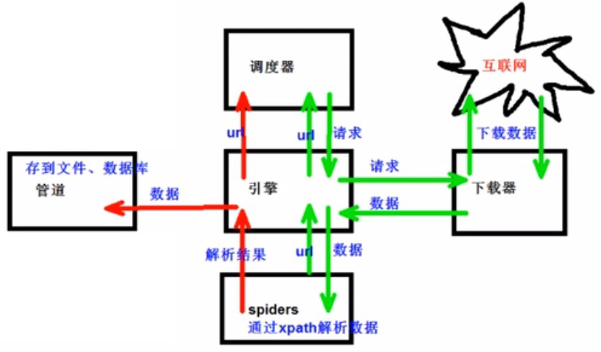 调度器
互联网
url
url
请求
下载数据
存到文件、数据库
管道
数据
引擎
请求
数据
下载器
解析结果
url
数据
spiders
通过xpath解析数据